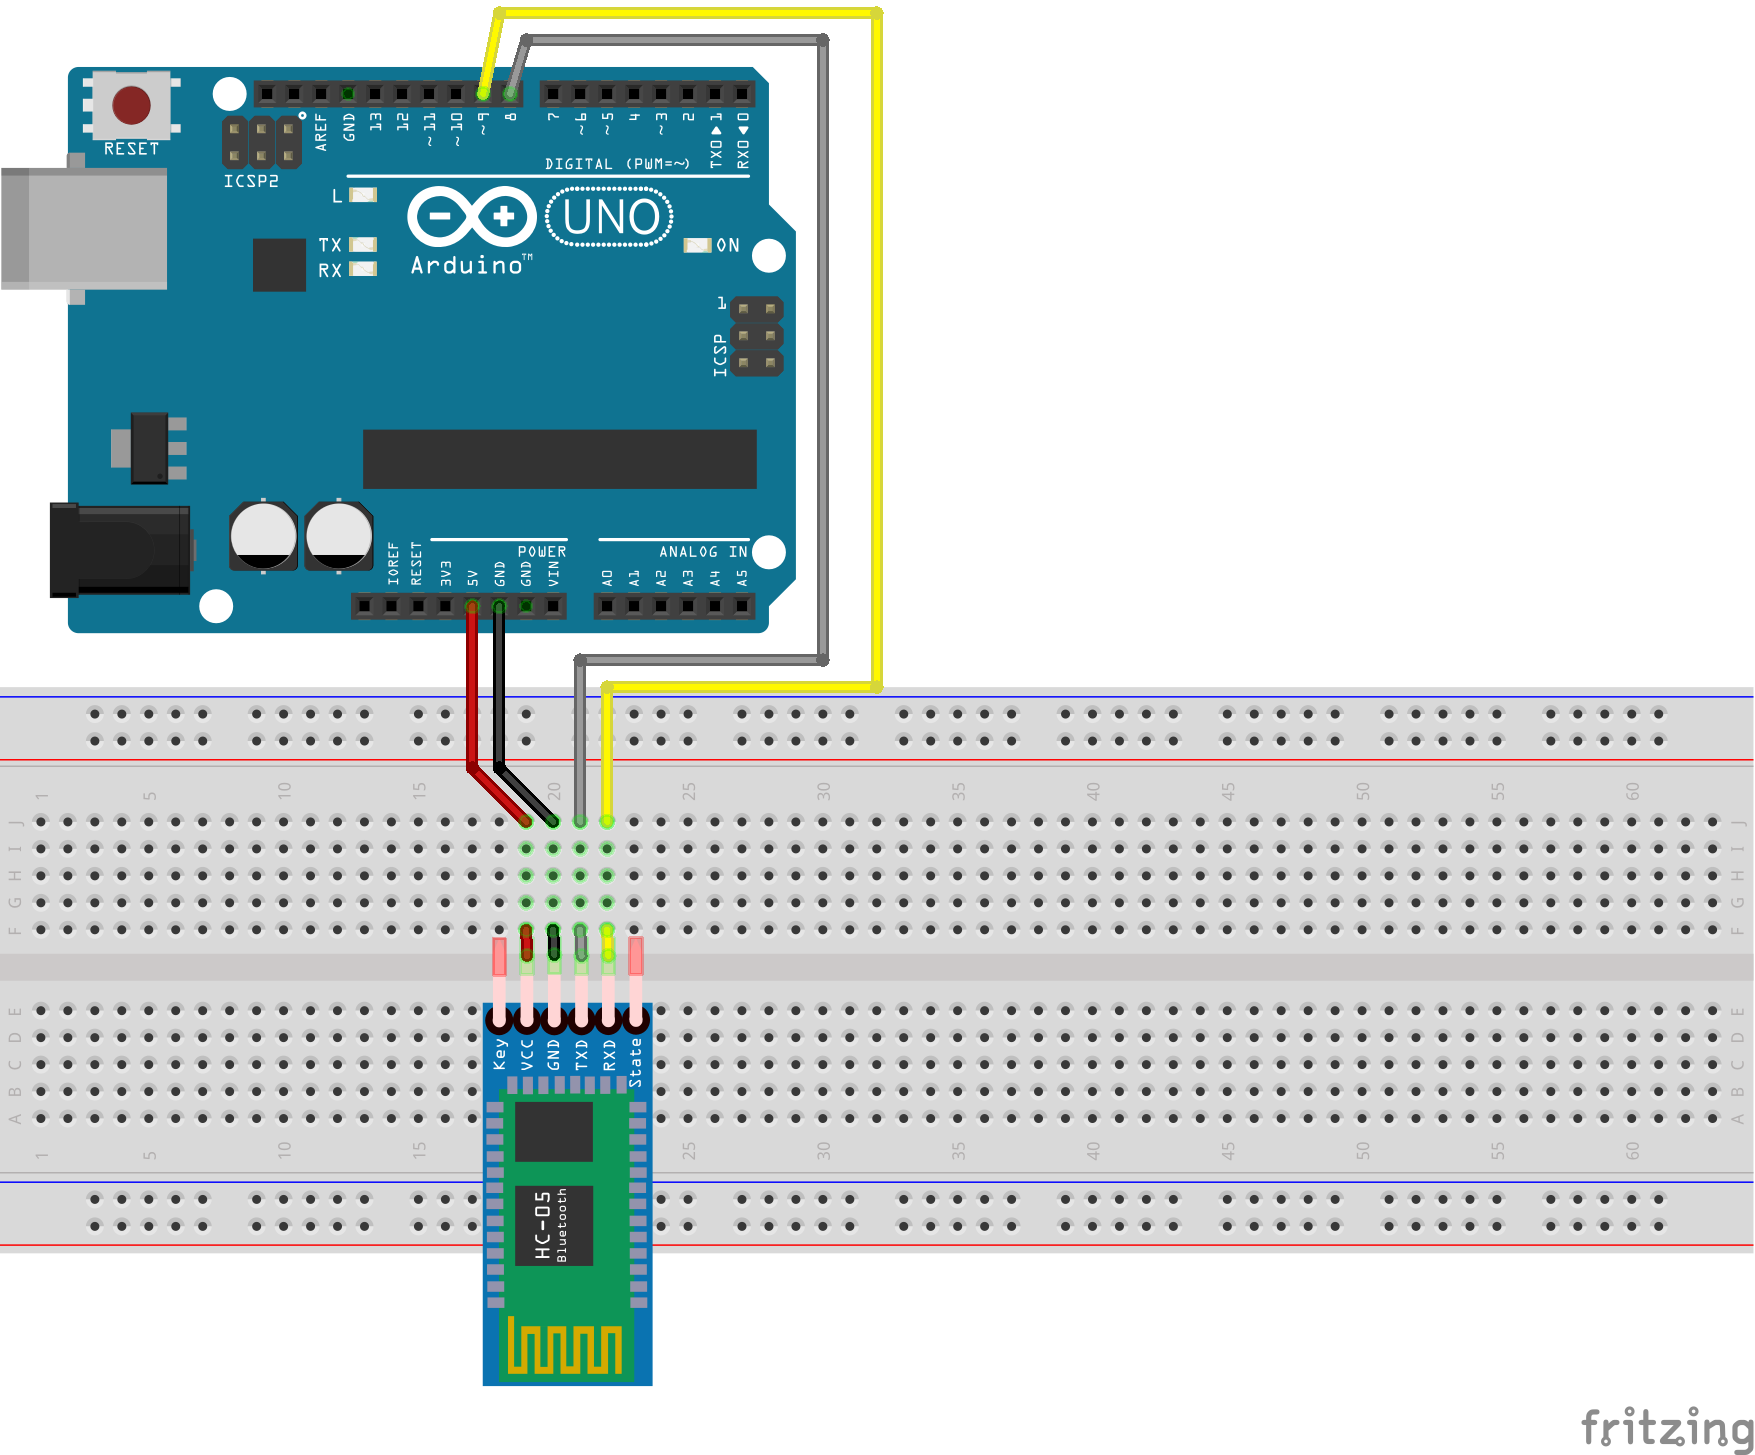 RESET
ICSP2
AREF
GND
13
12
~11
~10
~9
8
7
~6
~5
4
~3
2
TX0▶1
RX0◀0
DIGITAL (PWM=~)
L
TX
RX
UNO
ON
Arduino™
1
ICSP
IOREF
RESET
3V3
5V
GND
GND
VIN
POWER
ANALOG IN
A0
A1
A2
A3
A4
A5
1 5 10 15 20 25 30 35 40 45 50 55 60
J J
I I
H H
G G
F F
E E
D D
C C
B B
A A
Key
VCC
GND
TXD
RXD
State
1 5 10 15 25 30 35 40 45 50 55 60
HC-05
Bluetooth
fritzing